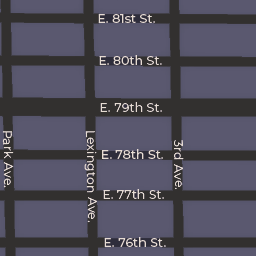 E. 81st St.
E. 80th St.
E. 79th St.
Park Ave.
Lexington Ave.
3rd Ave.
E. 78th St.
E. 77th St.
E. 76th St.